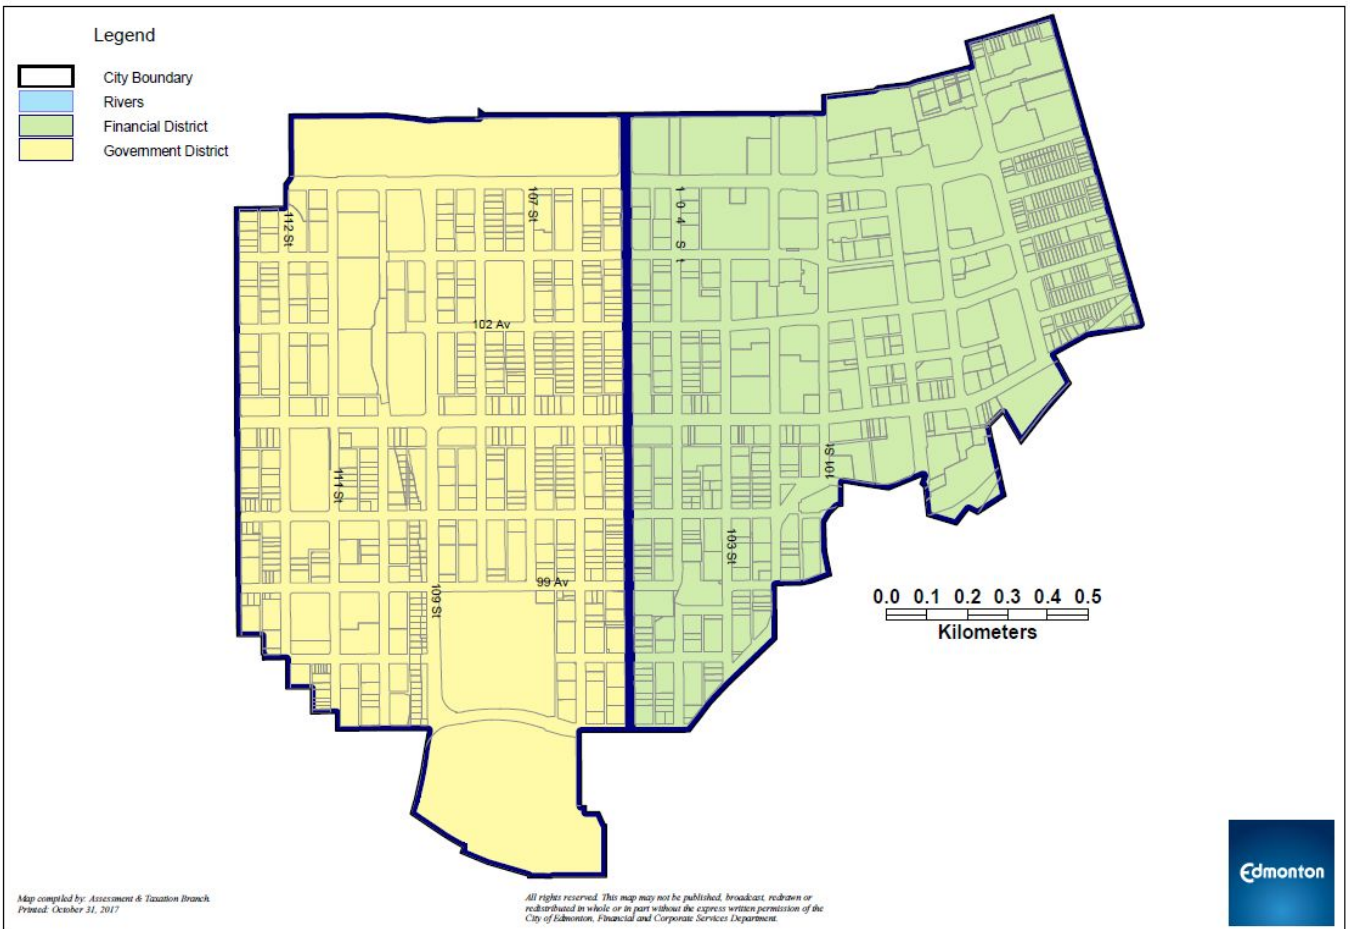 Legend
City Boundary
Rivers
Financial District
Government District
112 St
107 St
104 St
102 Av
101 St
111 St
103 St
99 Av
109 St
0.0 0.1 0.2 0.3 0.4 0.5
Kilometers
Edmonton
Map compiled by: Assessment & Taxation Branch.
Printed: October 31, 2017
All rights reserved. This map may not be published, broadcast, redrawn or
redistributed in whole or in part without the express written permission of the
City of Edmonton, Financial and Corporate Services Department.